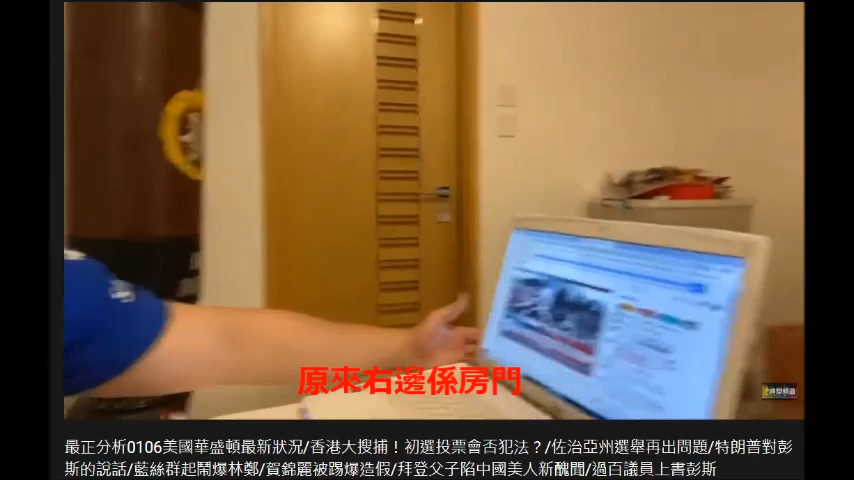 原來右邊係房門
最正分析0106美國華盛頓最新狀況/香港大搜捕！初選投票會否犯法？/佐治亞州選舉再出問題/特朗普對彭
斯的說話/藍絲群起鬧爆林鄭/賀錦麗被踢爆造假/拜登父子陷中國美人新醜聞/過百議員上書彭斯